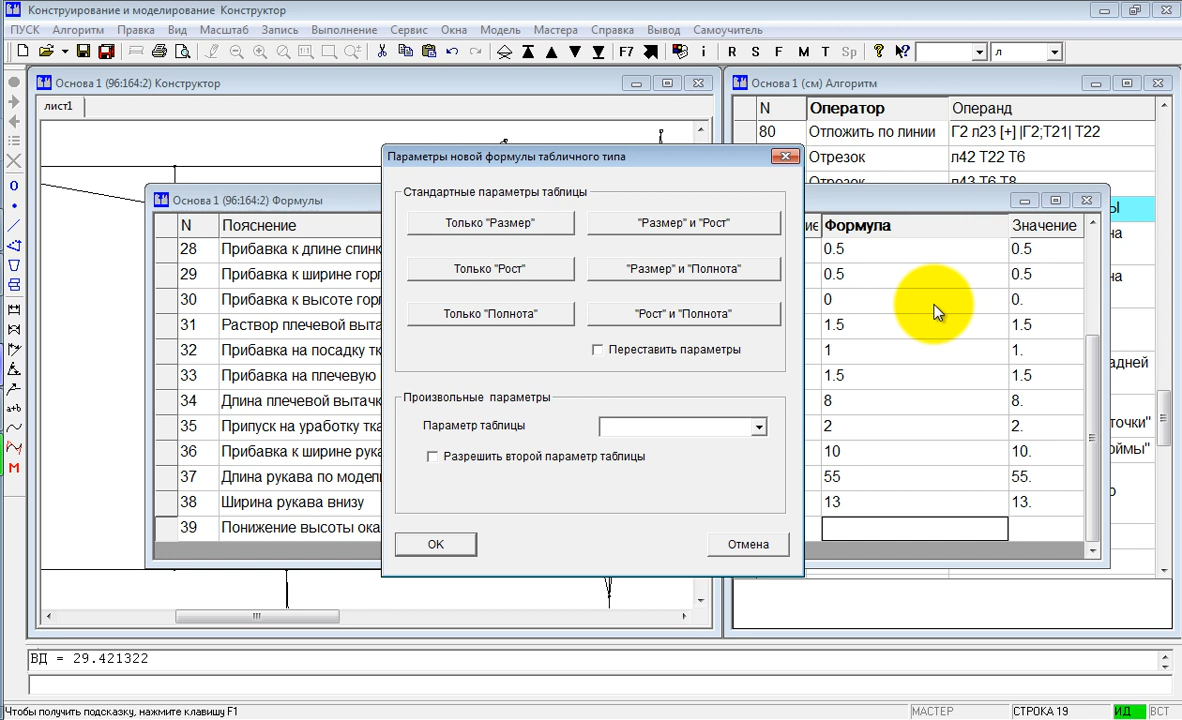 Конструирование и моделирование Конструктор
ПУСК Алгоритм Правка Вид Масштаб Запись Выполнение Сервис Окна Модель Мастера Справка Вывод Самоучитель
F7 i R S F M T Sp ? л
Основа 1 (96:164:2) Конструктор
лист1
Основа 1 (см) Алгоритм
N Оператор Операнд
80 Отложить по линии Г2 л23 [+] |Г2;Т21| Т22
Отрезок л42 Т22 Т6
Отрезок л43 Т6 Т8
Основа 1 (96:164:2) Формулы
N Пояснение Формула Значение
28 Прибавка к длине спинк 0.5 0.5
29 Прибавка к ширине горл 0.5 0.5
30 Прибавка к высоте горл 0 0.
31 Раствор плечевой выта 1.5 1.5
32 Прибавка на посадку тк 1 1.
33 Прибавка на плечевую 1.5 1.5
34 Длина плечевой вытачк 8 8.
35 Припуск на уработку тка 2 2.
36 Прибавка к ширине рука 10 10.
37 Длина рукава по модел 55 55.
38 Ширина рукава внизу 13 13.
39 Понижение высоты ока
Параметры новой формулы табличного типа
Стандартные параметры таблицы
Только "Размер" "Размер" и "Рост"
Только "Рост" "Размер" и "Полнота"
Только "Полнота" "Рост" и "Полнота"
Переставить параметры
Произвольные параметры
Параметр таблицы
Разрешить второй параметр таблицы
OK Отмена
Ы
на
на
адней
точки"
оймы"
о
ВД = 29.421322
Чтобы получить подсказку, нажмите клавишу F1 МАСТЕР СТРОКА 19 ИД ВСТ